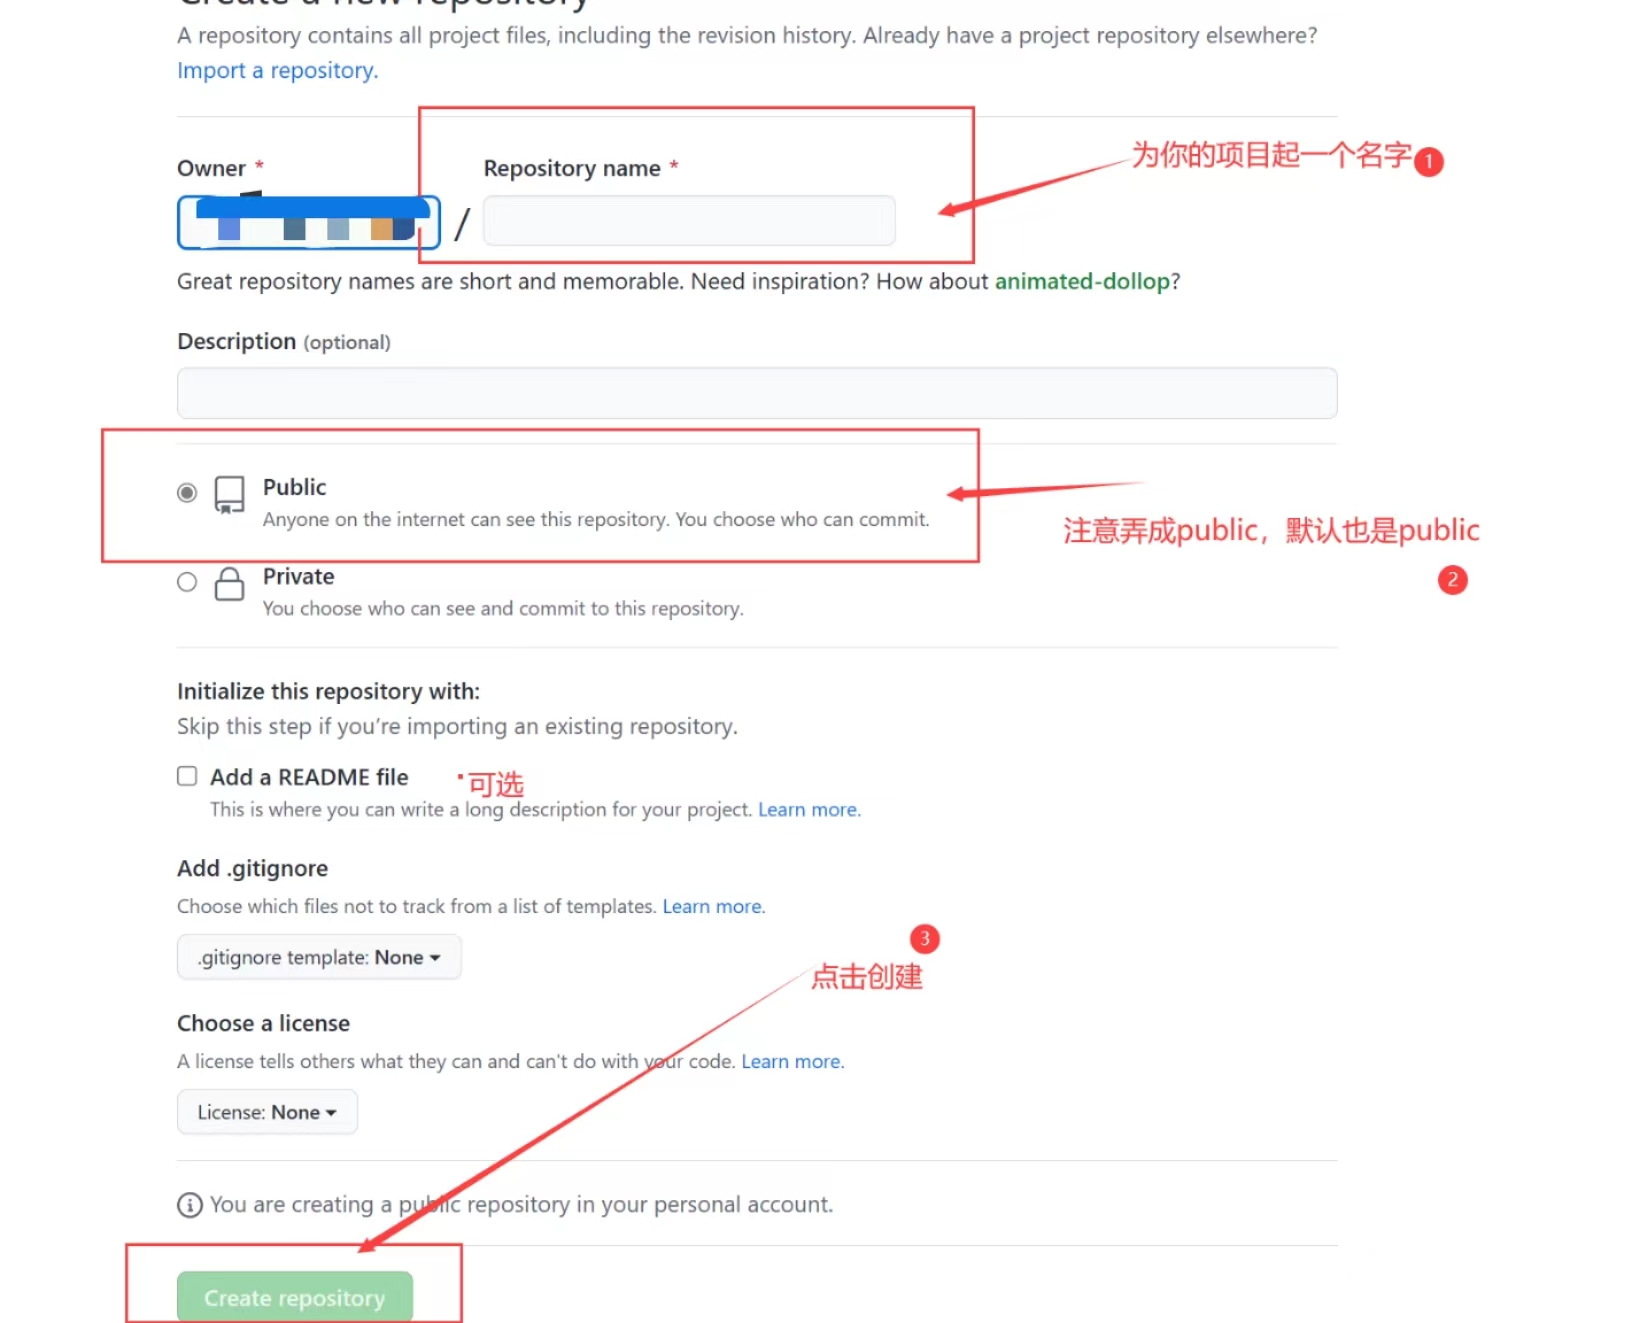 Create a new repository
A repository contains all project files, including the revision history. Already have a project repository elsewhere?
Import a repository.
Owner *
Repository name *
为你的项目起一个名字 1
/
Great repository names are short and memorable. Need inspiration? How about animated-dollop?
Description (optional)
Public
Anyone on the internet can see this repository. You choose who can commit.
注意弄成public，默认也是public
2
Private
You choose who can see and commit to this repository.
Initialize this repository with:
Skip this step if you’re importing an existing repository.
Add a README file
可选
This is where you can write a long description for your project. Learn more.
Add .gitignore
Choose which files not to track from a list of templates. Learn more.
3
.gitignore template: None
点击创建
Choose a license
A license tells others what they can and can't do with your code. Learn more.
License: None
You are creating a public repository in your personal account.
Create repository